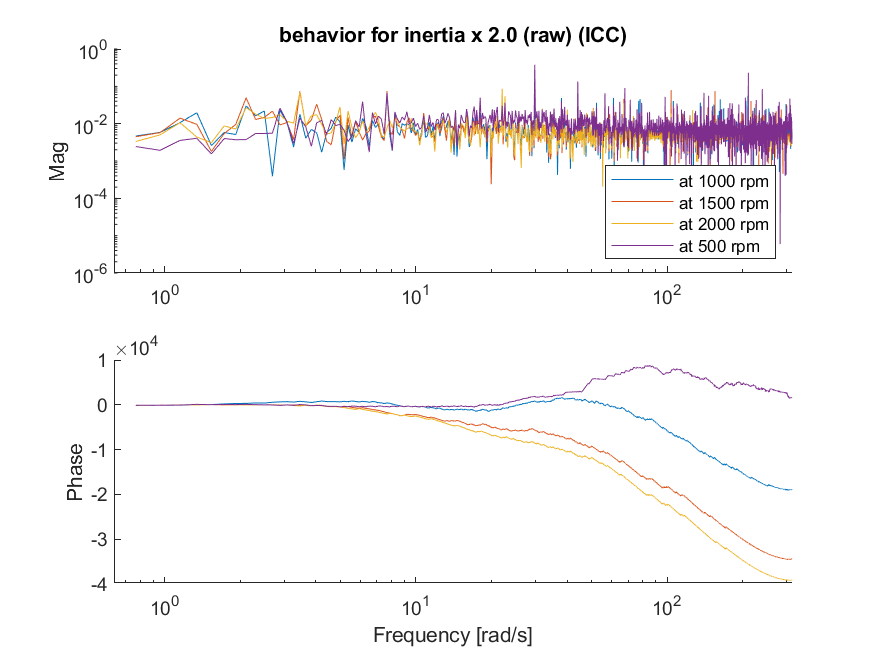 behavior for inertia x 2.0 (raw) (ICC)
10^0
10^-2
10^-4
10^-6
Mag
at 1000 rpm
at 1500 rpm
at 2000 rpm
at 500 rpm
10^0 10^1 10^2
×10^4
1
0
-1
-2
-3
-4
Phase
10^0 10^1 10^2
Frequency [rad/s]